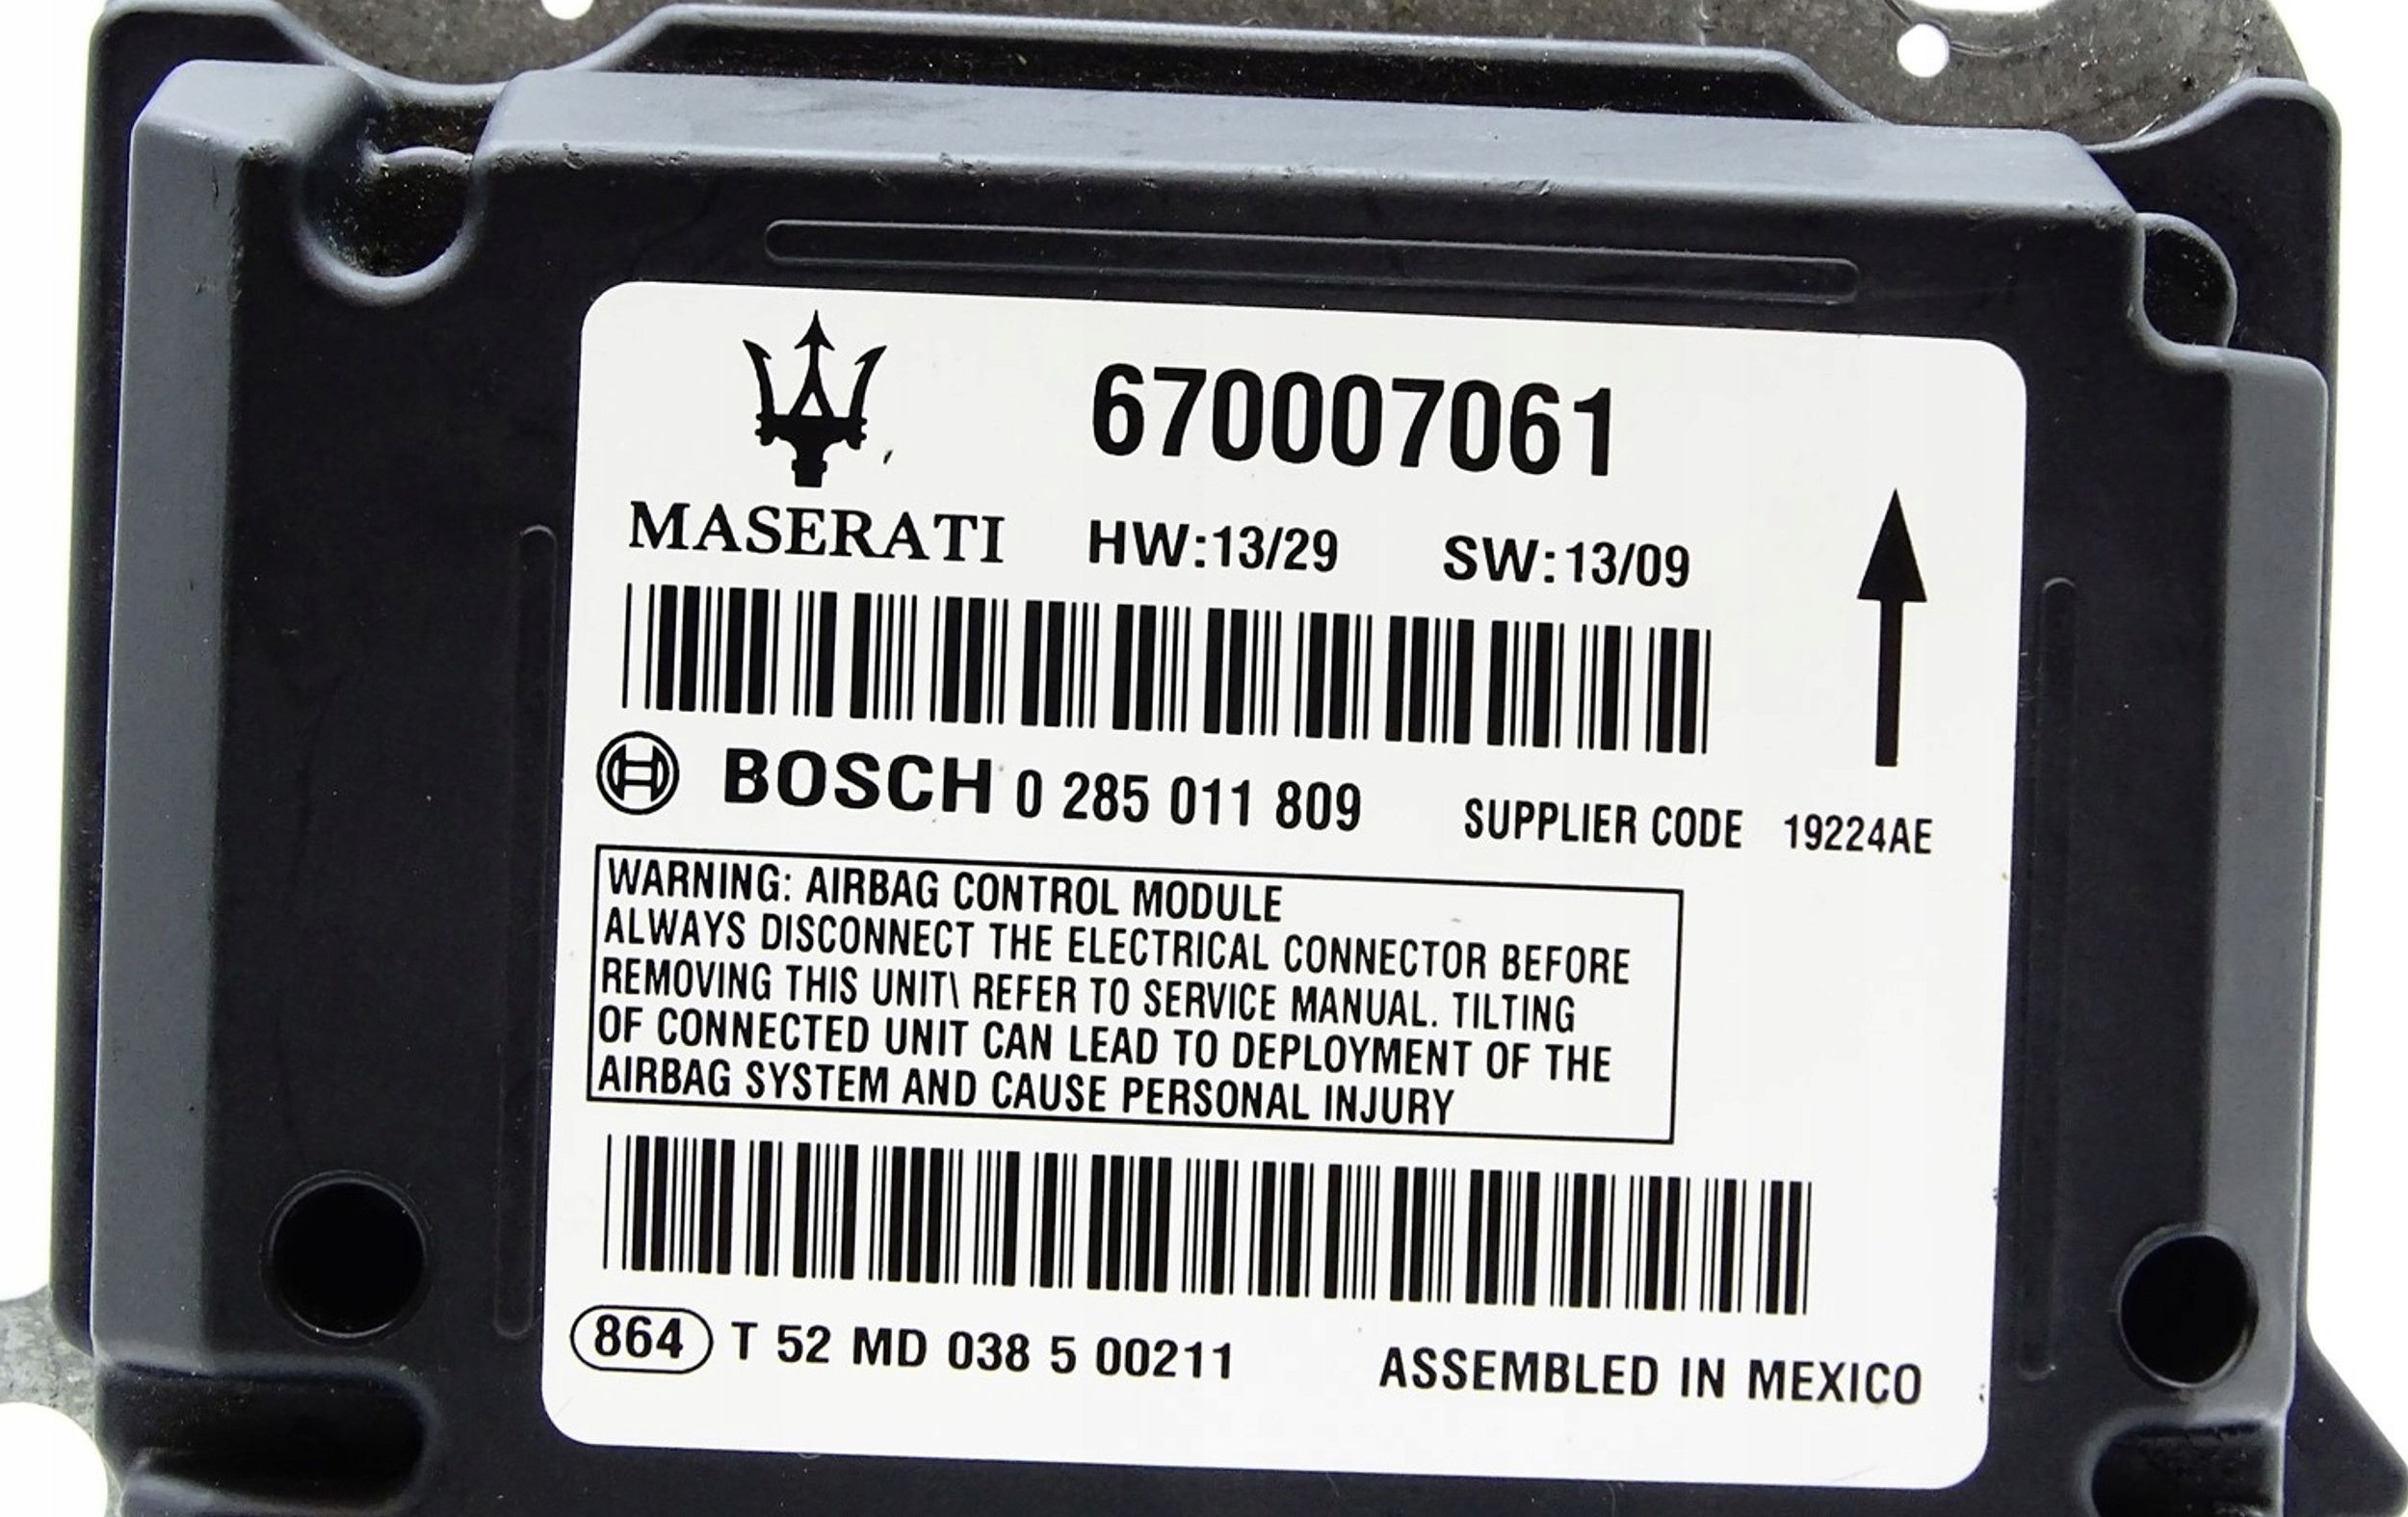 670007061
MASERATI HW:13/29 SW:13/09
BOSCH 0 285 011 809 SUPPLIER CODE 19224AE
WARNING: AIRBAG CONTROL MODULE
ALWAYS DISCONNECT THE ELECTRICAL CONNECTOR BEFORE
REMOVING THIS UNIT\ REFER TO SERVICE MANUAL. TILTING
OF CONNECTED UNIT CAN LEAD TO DEPLOYMENT OF THE
AIRBAG SYSTEM AND CAUSE PERSONAL INJURY
864 T 52 MD 038 5 00211 ASSEMBLED IN MEXICO